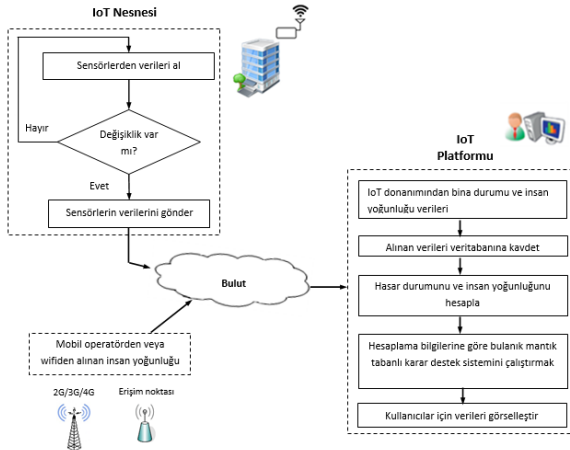 IoT Nesnesi
Sensörlerden verileri al
Hayır
Değişiklik var
mı?
Evet
Sensörlerin verilerini gönder
Bulut
Mobil operatörden veya
wifiden alınan insan yoğunluğu
2G/3G/4G
Erişim noktası
IoT
Platformu
IoT donanımından bina durumu ve insan
yoğunluğu verileri
Alınan verileri veritabanına kavdet
Hasar durumunu ve insan yoğunluğunu
hesapla
Hesaplama bilgilerine göre bulanık mantık
tabanlı karar destek sistemini çalıştırmak
Kullanıcılar için verileri görselleştir